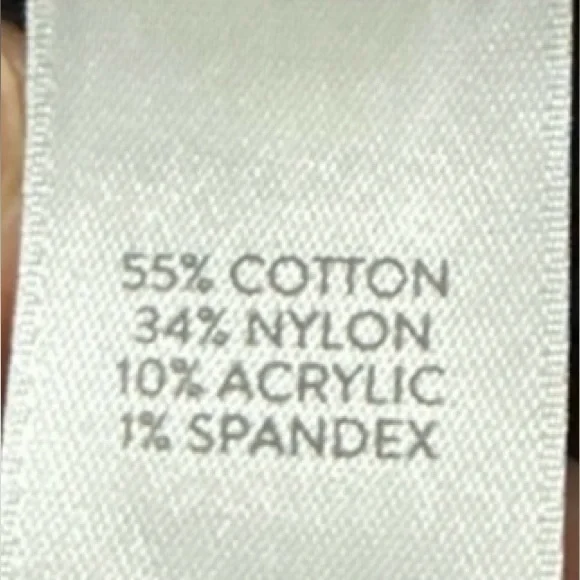 55% COTTON
34% NYLON
10% ACRYLIC
1% SPANDEX